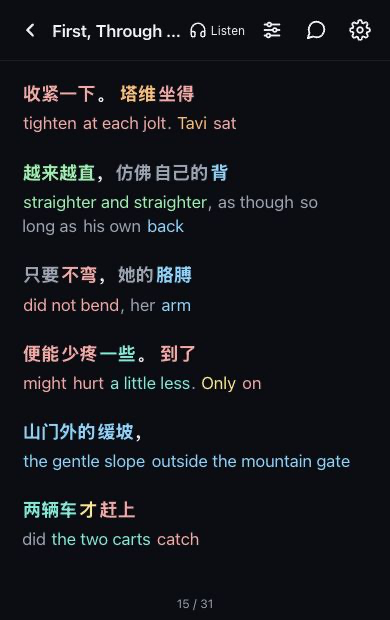 First, Through ... Listen
收紧一下。 塔维坐得
tighten at each jolt. Tavi sat
越来越直，仿佛自己的背
straighter and straighter, as though so
long as his own back
只要不弯，她的胳膊
did not bend, her arm
便能少疼一些。 到了
might hurt a little less. Only on
山门外的缓坡，
the gentle slope outside the mountain gate
两辆车才赶上
did the two carts catch
15 / 31